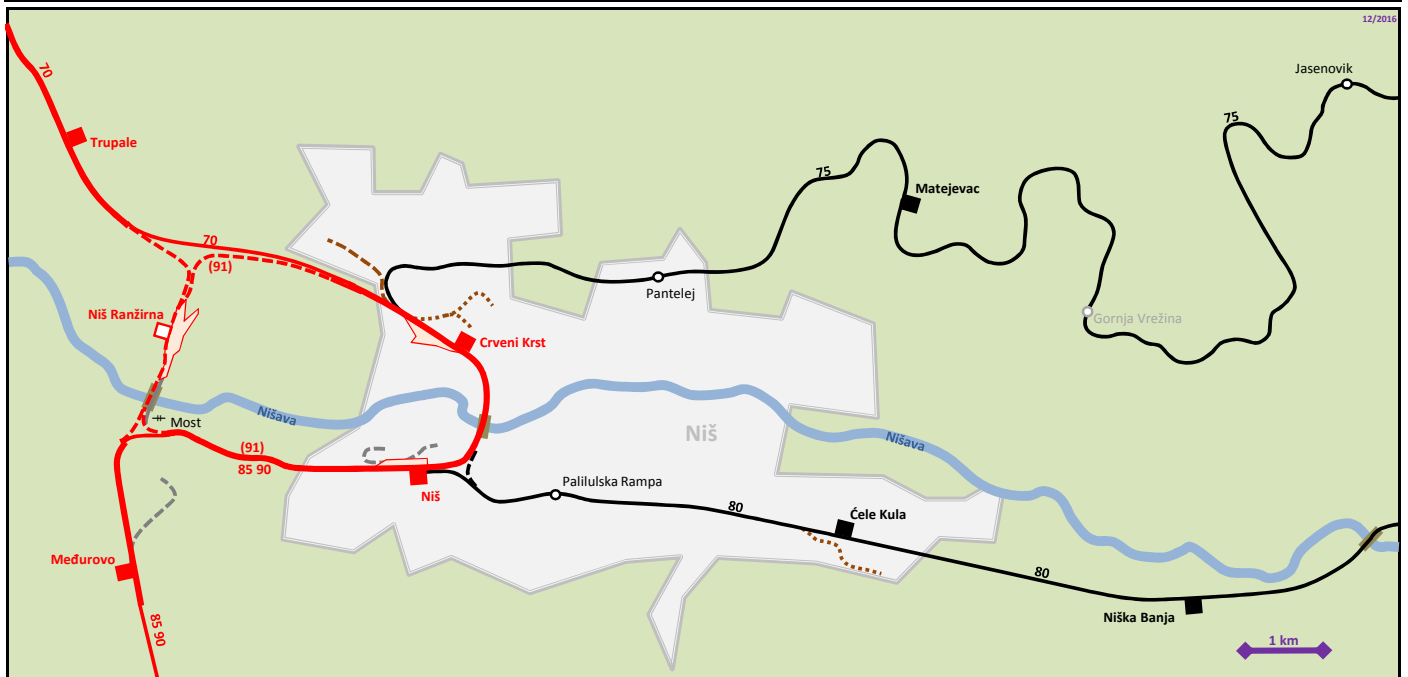 12/2016
Jasenovik
70
75
Trupale
75
Matejevac
70
(91)
Pantelej
Niš Ranžirna
Gornja Vrežina
Crveni Krst
Nišava
Most
Niš
Nišava
(91)
85 90
Niš
Palilulska Rampa
80
Ćele Kula
Međurovo
80
Niška Banja
85 90
1 km